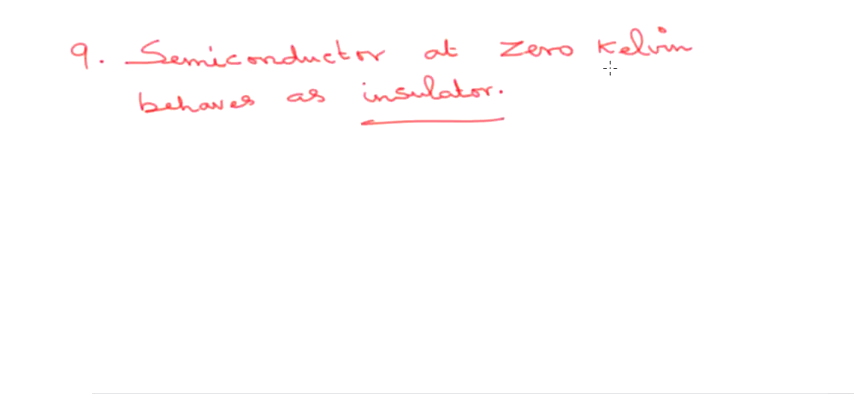 9. Semiconductor at zero Kelvin
behaves as insulator.